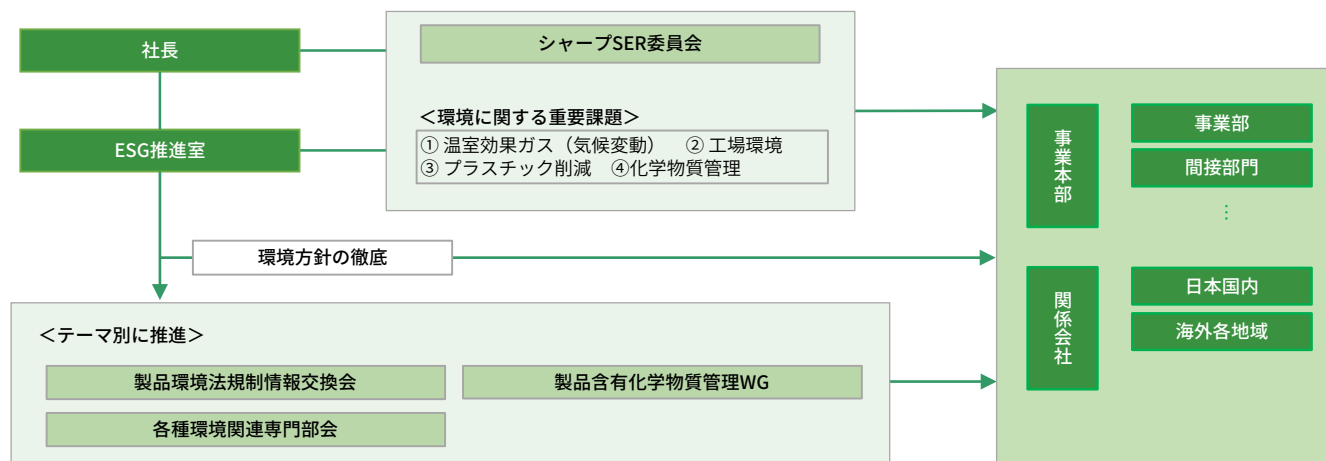 社長
シャープSER委員会
ESG推進室
＜環境に関する重要課題＞
① 温室効果ガス（気候変動）　② 工場環境
③ プラスチック削減　④化学物質管理
環境方針の徹底
＜テーマ別に推進＞
製品環境法規制情報交換会
製品含有化学物質管理WG
各種環境関連専門部会
事業本部
事業部
間接部門
⋮
関係会社
日本国内
海外各地域